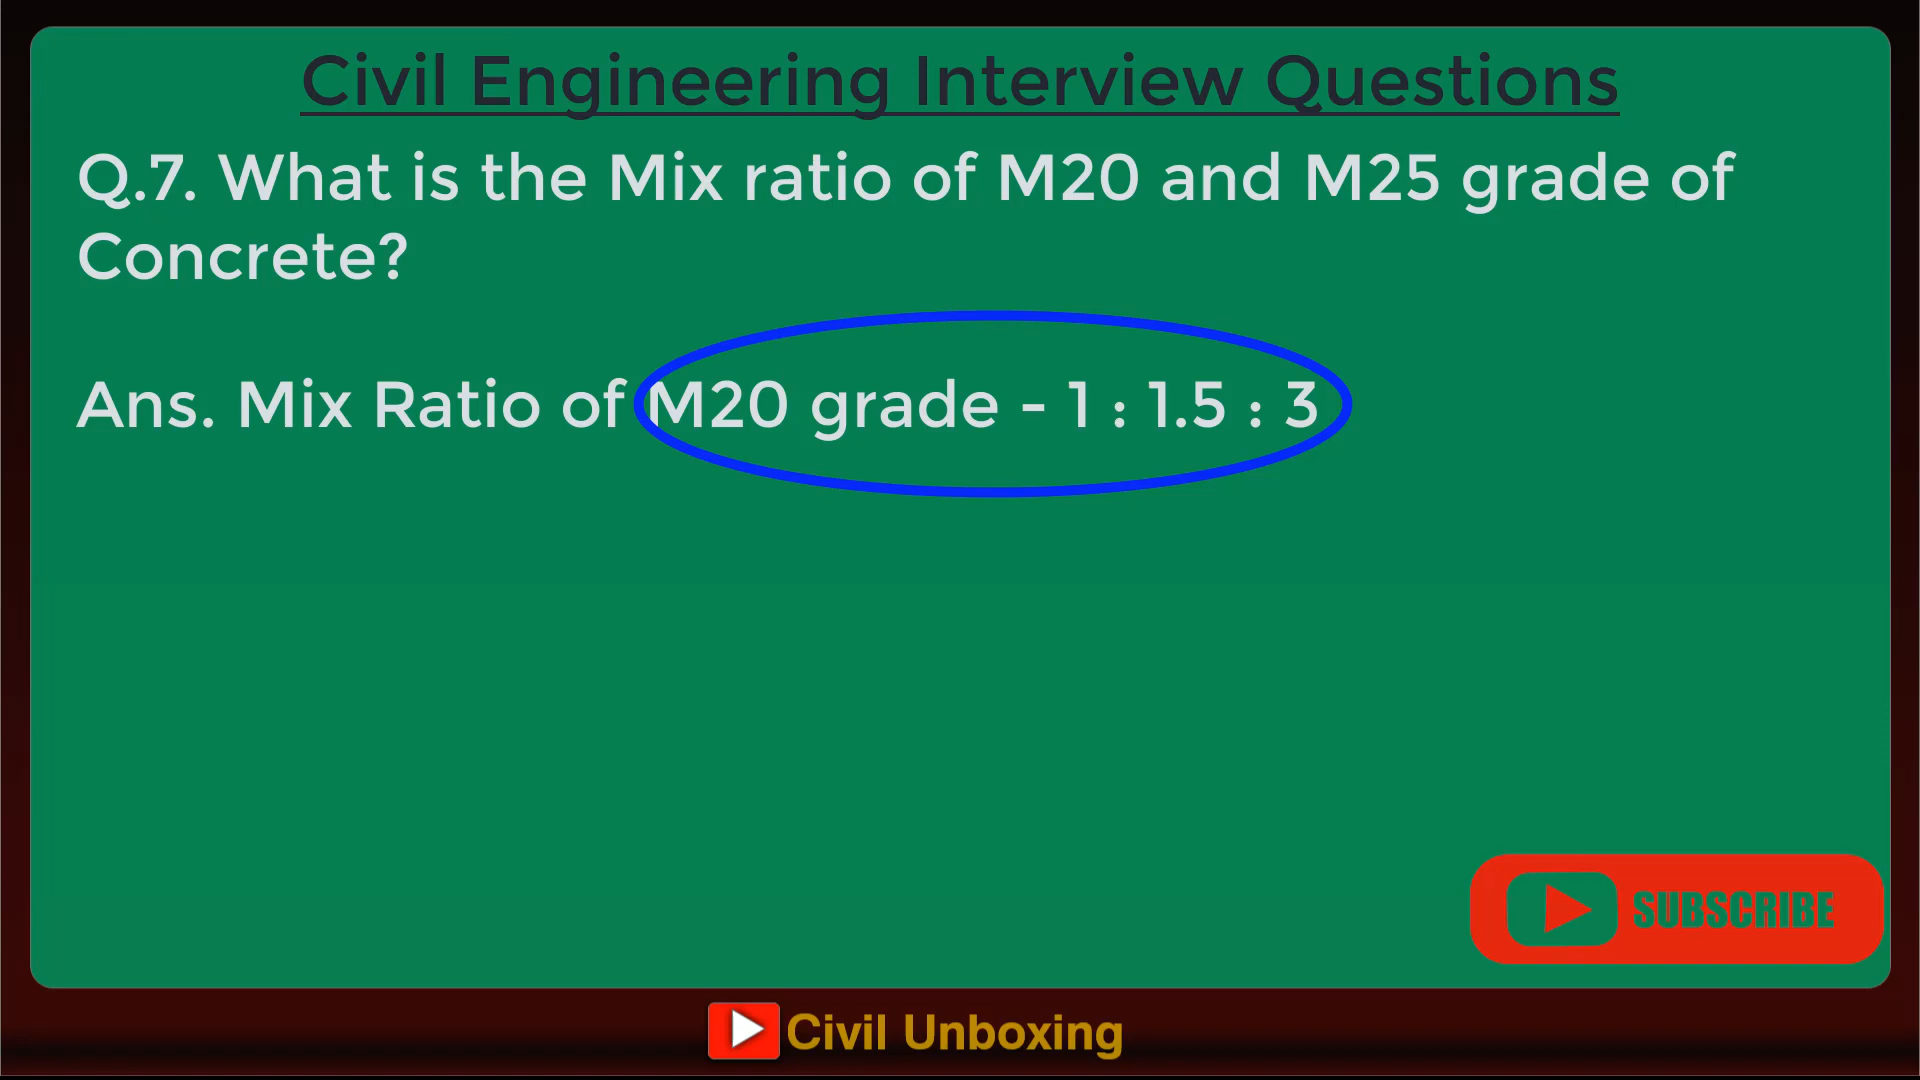 Civil Engineering Interview Questions
Q.7. What is the Mix ratio of M20 and M25 grade of
Concrete?
Ans. Mix Ratio of M20 grade - 1 : 1.5 : 3
SUBSCRIBE
Civil Unboxing